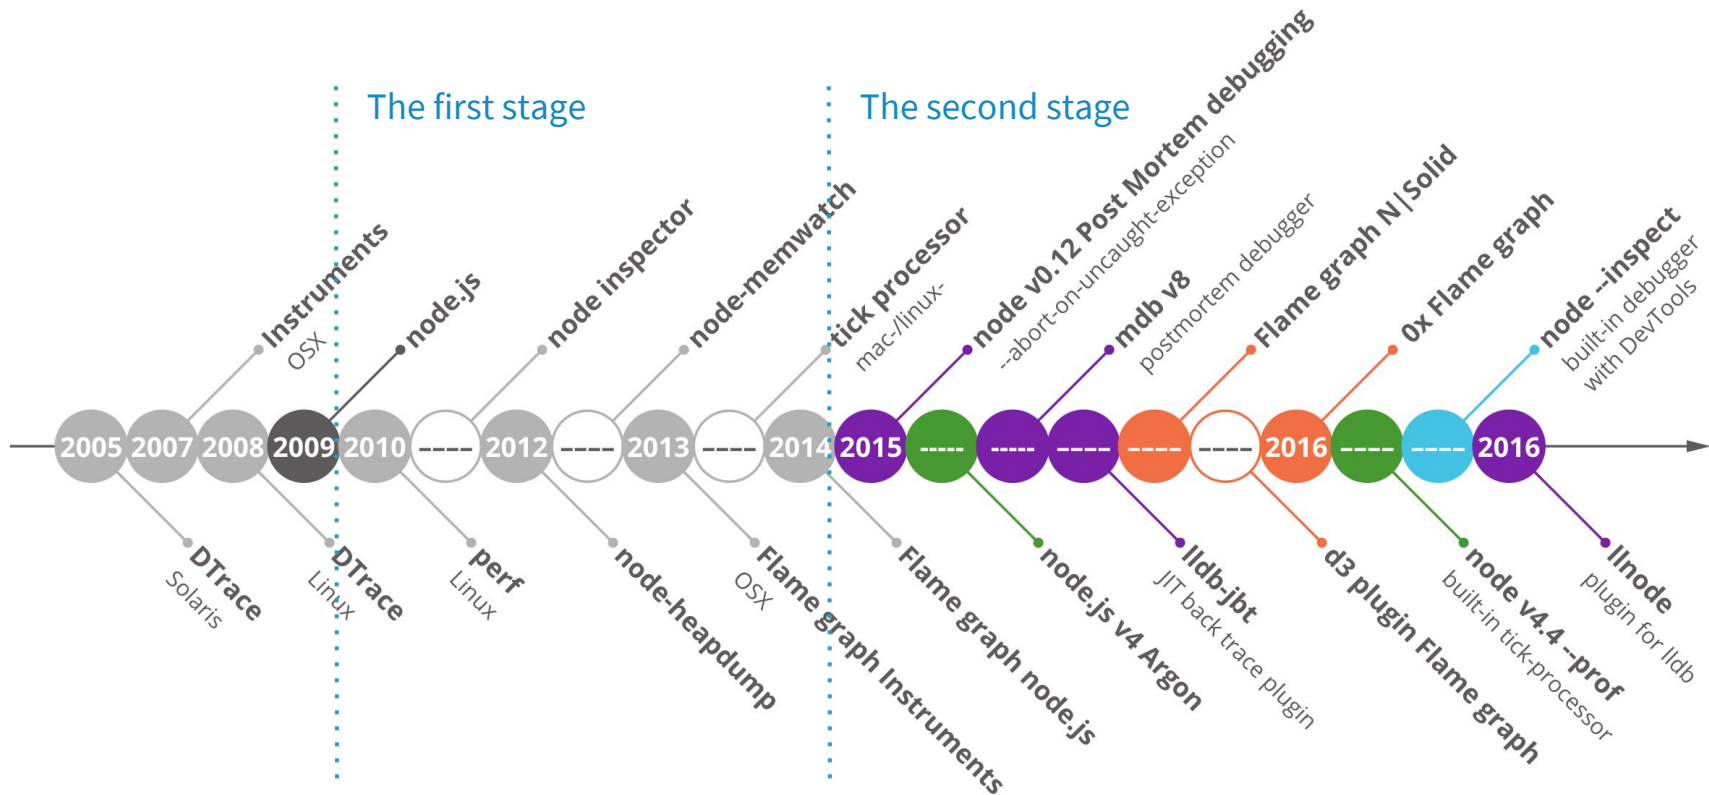 The first stage
The second stage
Instruments
OSX
node.js
node inspector
node-memwatch
tick processor
mac-/linux-
node v0.12 Post Mortem debugging
--abort-on-uncaught-exception
mdb v8
postmortem debugger
Flame graph N|Solid
0x Flame graph
node --inspect
built-in debugger
with DevTools
2005
2007
2008
2009
2010
-----
2012
-----
2013
-----
2014
2015
-----
-----
-----
-----
-----
2016
-----
-----
2016
DTrace
Solaris
DTrace
Linux
perf
Linux
node-heapdump
Flame graph Instruments
OSX
Flame graph node.js
node.js v4 Argon
lldb-jbt
JIT back trace plugin
d3 plugin Flame graph
node v4.4 --prof
built-in tick-processor
llnode
plugin for lldb